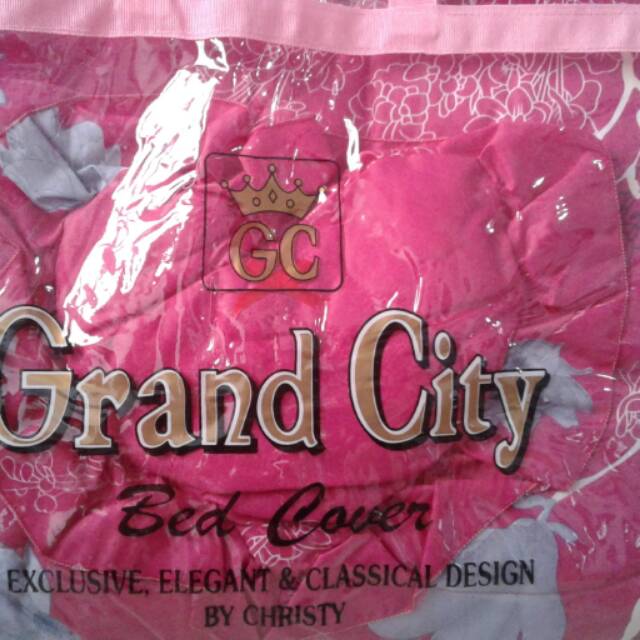 GC
Grand City
Bed Cover
EXCLUSIVE, ELEGANT & CLASSICAL DESIGN
BY CHRISTY